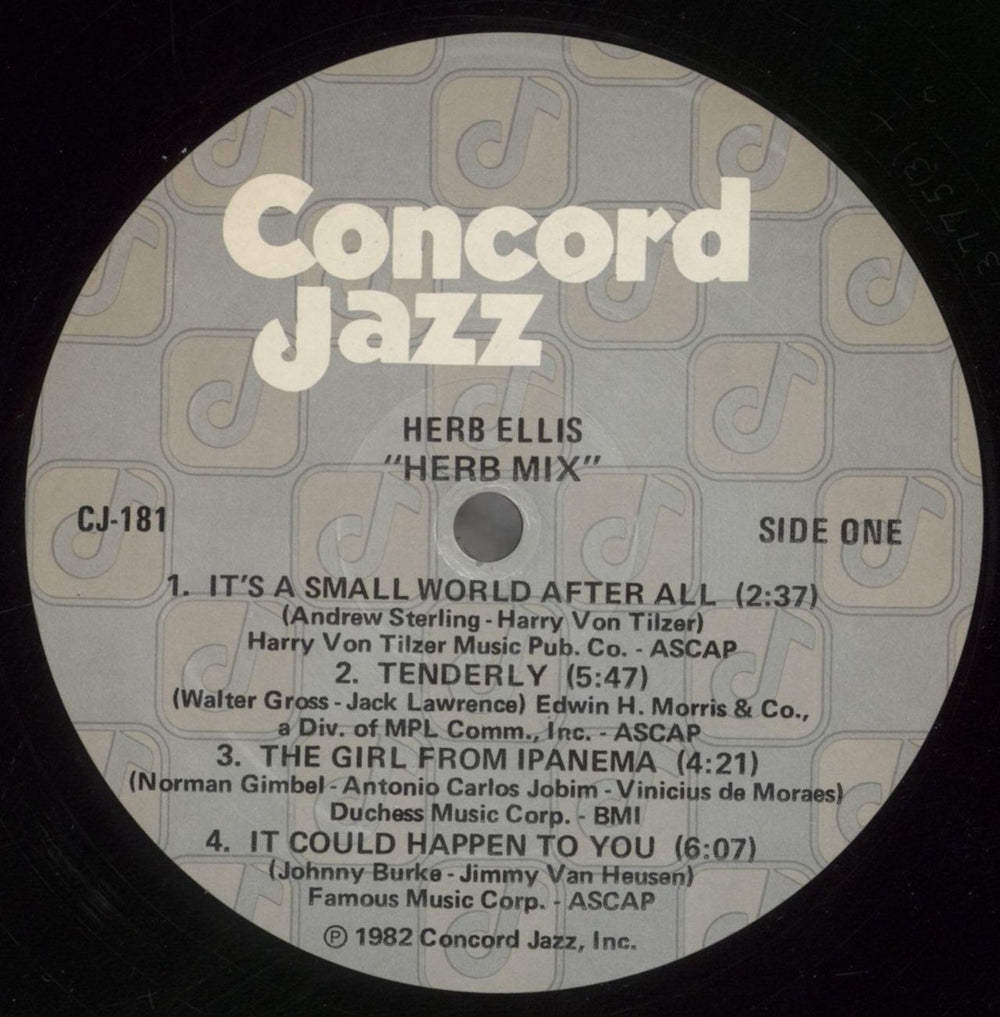 Concord
Jazz
HERB ELLIS
"HERB MIX"
CJ-181
SIDE ONE
1. IT'S A SMALL WORLD AFTER ALL (2:37)
(Andrew Sterling - Harry Von Tilzer)
Harry Von Tilzer Music Pub. Co. - ASCAP
2. TENDERLY (5:47)
(Walter Gross - Jack Lawrence) Edwin H. Morris & Co.,
a Div. of MPL Comm., Inc. - ASCAP
3. THE GIRL FROM IPANEMA (4:21)
(Norman Gimbel - Antonio Carlos Jobim - Vinicius de Moraes)
Duchess Music Corp. - BMI
4. IT COULD HAPPEN TO YOU (6:07)
(Johnny Burke - Jimmy Van Heusen)
Famous Music Corp. - ASCAP
℗ 1982 Concord Jazz, Inc.